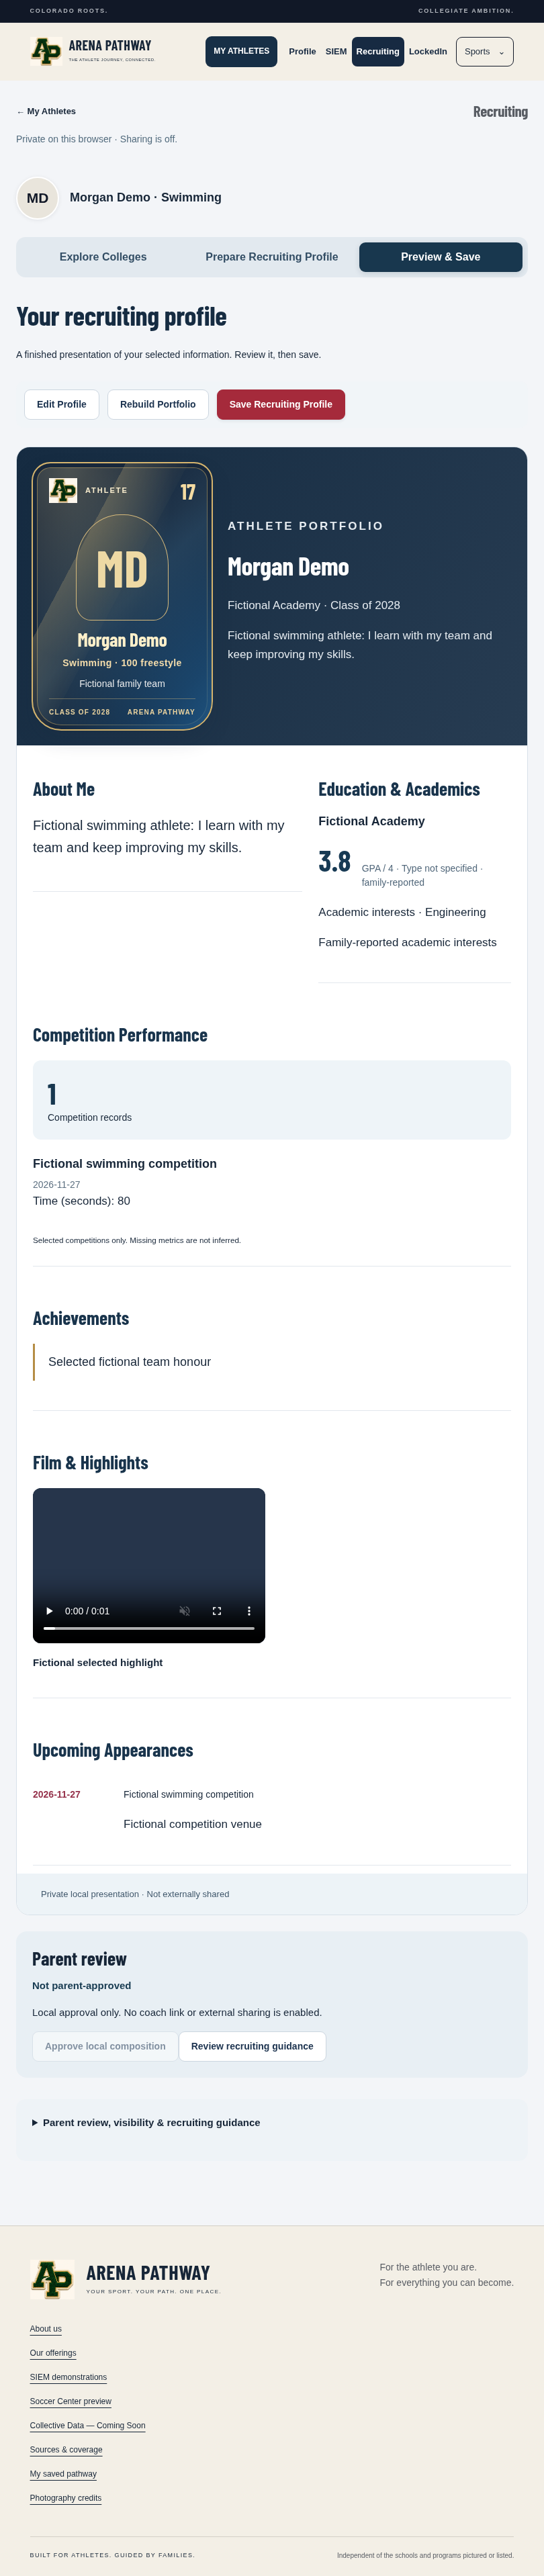 COLORADO ROOTS.
COLLEGIATE AMBITION.
AP
ARENA PATHWAY
THE ATHLETE JOURNEY, CONNECTED.
MY ATHLETES
Profile
SIEM
Recruiting
LockedIn
Sports
← My Athletes
Recruiting
Private on this browser · Sharing is off.
MD
Morgan Demo · Swimming
Explore Colleges
Prepare Recruiting Profile
Preview & Save
Your recruiting profile
A finished presentation of your selected information. Review it, then save.
Edit Profile
Rebuild Portfolio
Save Recruiting Profile
AP
ATHLETE
17
MD
Morgan Demo
Swimming · 100 freestyle
Fictional family team
CLASS OF 2028
ARENA PATHWAY
ATHLETE PORTFOLIO
Morgan Demo
Fictional Academy · Class of 2028
Fictional swimming athlete: I learn with my team and
keep improving my skills.
About Me
Fictional swimming athlete: I learn with my
team and keep improving my skills.
Education & Academics
Fictional Academy
3.8
GPA / 4 · Type not specified ·
family-reported
Academic interests · Engineering
Family-reported academic interests
Competition Performance
1
Competition records
Fictional swimming competition
2026-11-27
Time (seconds): 80
Selected competitions only. Missing metrics are not inferred.
Achievements
Selected fictional team honour
Film & Highlights
0:00 / 0:01
Fictional selected highlight
Upcoming Appearances
2026-11-27
Fictional swimming competition
Fictional competition venue
Private local presentation · Not externally shared
Parent review
Not parent-approved
Local approval only. No coach link or external sharing is enabled.
Approve local composition
Review recruiting guidance
Parent review, visibility & recruiting guidance
AP
ARENA PATHWAY
YOUR SPORT. YOUR PATH. ONE PLACE.
For the athlete you are.
For everything you can become.
About us
Our offerings
SIEM demonstrations
Soccer Center preview
Collective Data — Coming Soon
Sources & coverage
My saved pathway
Photography credits
BUILT FOR ATHLETES. GUIDED BY FAMILIES.
Independent of the schools and programs pictured or listed.